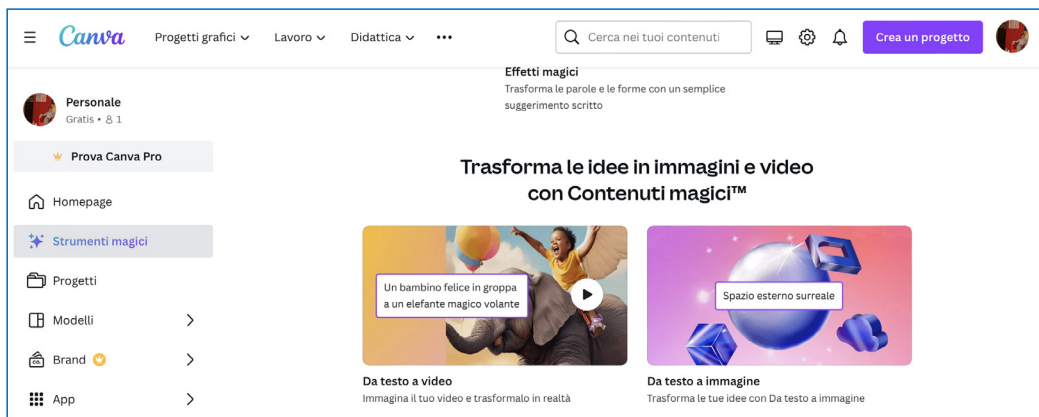 Canva
Progetti grafici
Lavoro
Didattica
Cerca nei tuoi contenuti
Crea un progetto
Personale
Gratis • 1
Prova Canva Pro
Homepage
Strumenti magici
Progetti
Modelli
Brand
App
Effetti magici
Trasforma le parole e le forme con un semplice
suggerimento scritto
Trasforma le idee in immagini e video
con Contenuti magici™
Un bambino felice in groppa
a un elefante magico volante
Da testo a video
Immagina il tuo video e trasformalo in realtà
Spazio esterno surreale
Da testo a immagine
Trasforma le tue idee con Da testo a immagine